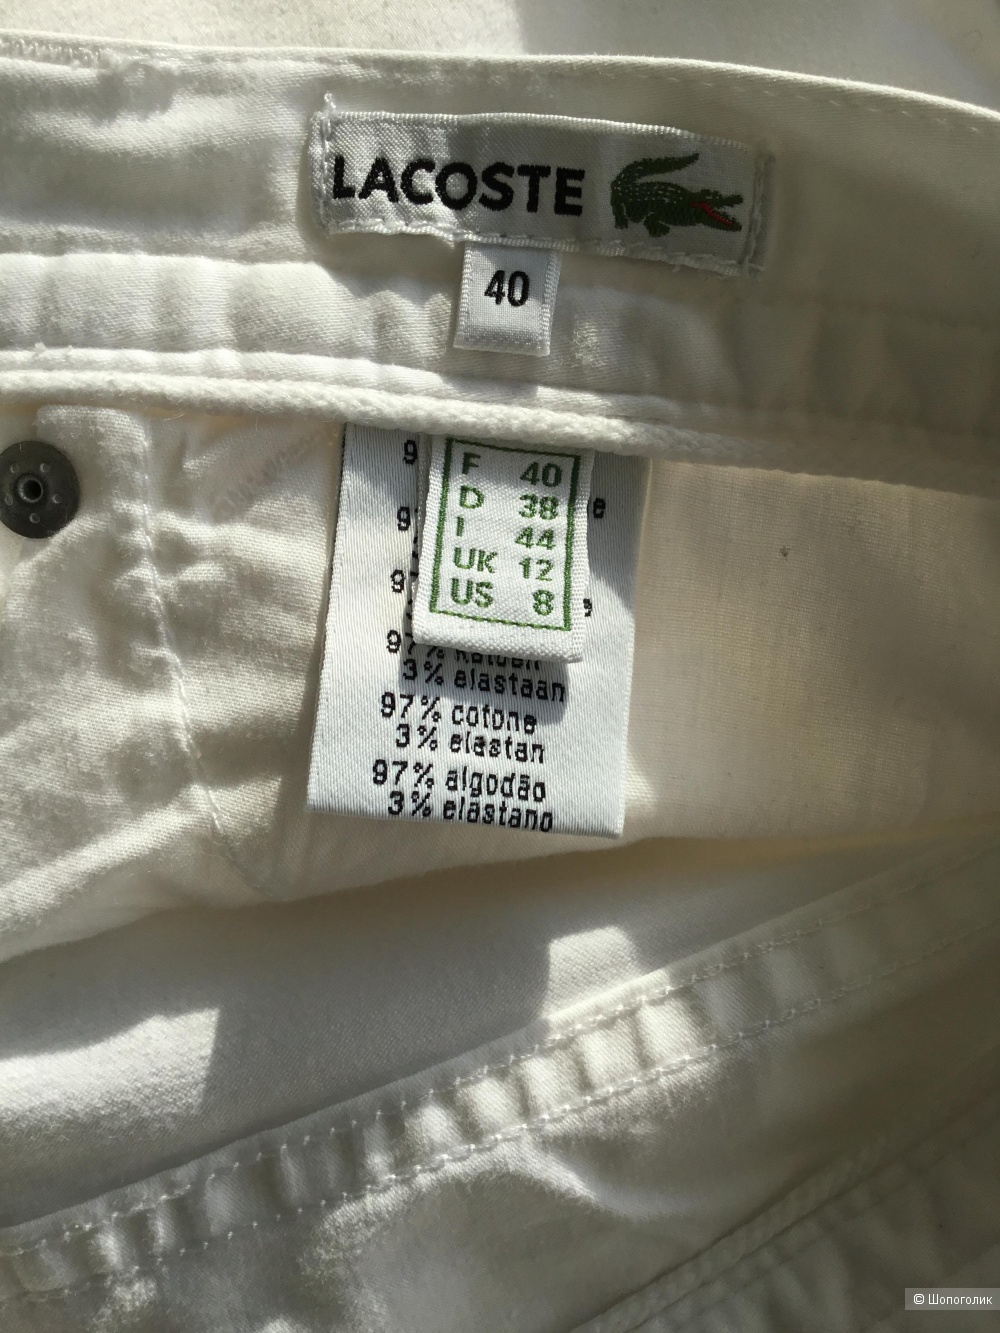 LACOSTE
40
F 40
D 38
I 44
UK 12
US 8
3% elastaan
97% cotone
3% elastan
97% algodão
3% elastano
© Шопоголик